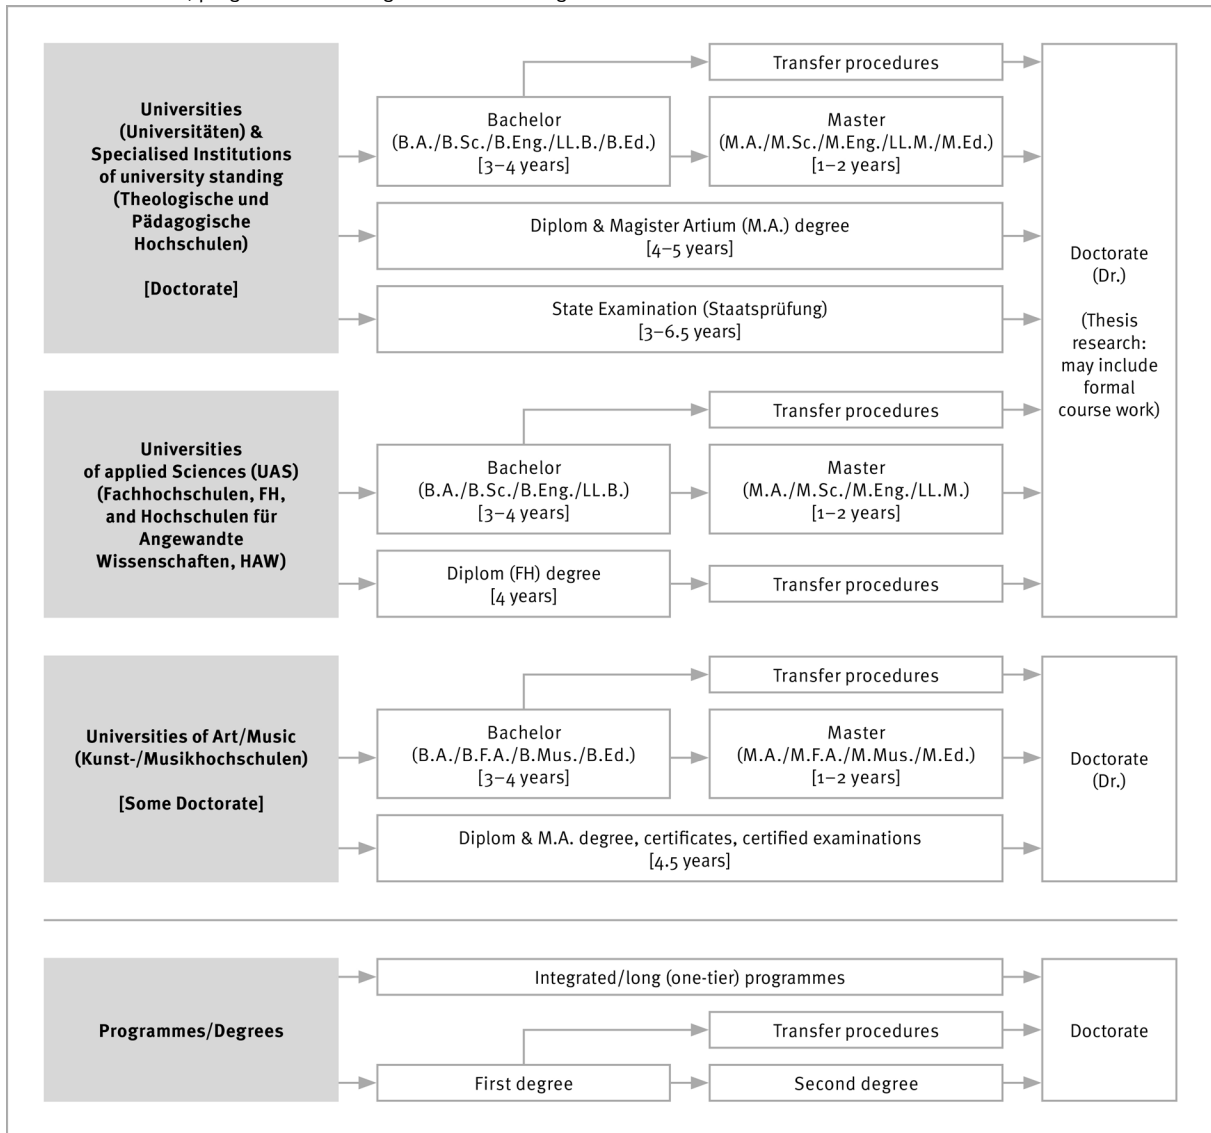 Universities
(Universitäten) &
Specialised Institutions
of university standing
(Theologische und
Pädagogische
Hochschulen)
[Doctorate]
Transfer procedures
Bachelor
(B.A./B.Sc./B.Eng./LL.B./B.Ed.)
[3–4 years]
Master
(M.A./M.Sc./M.Eng./LL.M./M.Ed.)
[1–2 years]
Diplom & Magister Artium (M.A.) degree
[4–5 years]
State Examination (Staatsprüfung)
[3–6.5 years]
Doctorate
(Dr.)
(Thesis
research:
may include
formal
course work)
Universities
of applied Sciences (UAS)
(Fachhochschulen, FH,
and Hochschulen für
Angewandte
Wissenschaften, HAW)
Transfer procedures
Bachelor
(B.A./B.Sc./B.Eng./LL.B.)
[3–4 years]
Master
(M.A./M.Sc./M.Eng./LL.M.)
[1–2 years]
Diplom (FH) degree
[4 years]
Transfer procedures
Universities of Art/Music
(Kunst-/Musikhochschulen)
[Some Doctorate]
Transfer procedures
Bachelor
(B.A./B.F.A./B.Mus./B.Ed.)
[3–4 years]
Master
(M.A./M.F.A./M.Mus./M.Ed.)
[1–2 years]
Diplom & M.A. degree, certificates, certified examinations
[4.5 years]
Doctorate
(Dr.)
Programmes/Degrees
Integrated/long (one-tier) programmes
Transfer procedures
First degree
Second degree
Doctorate